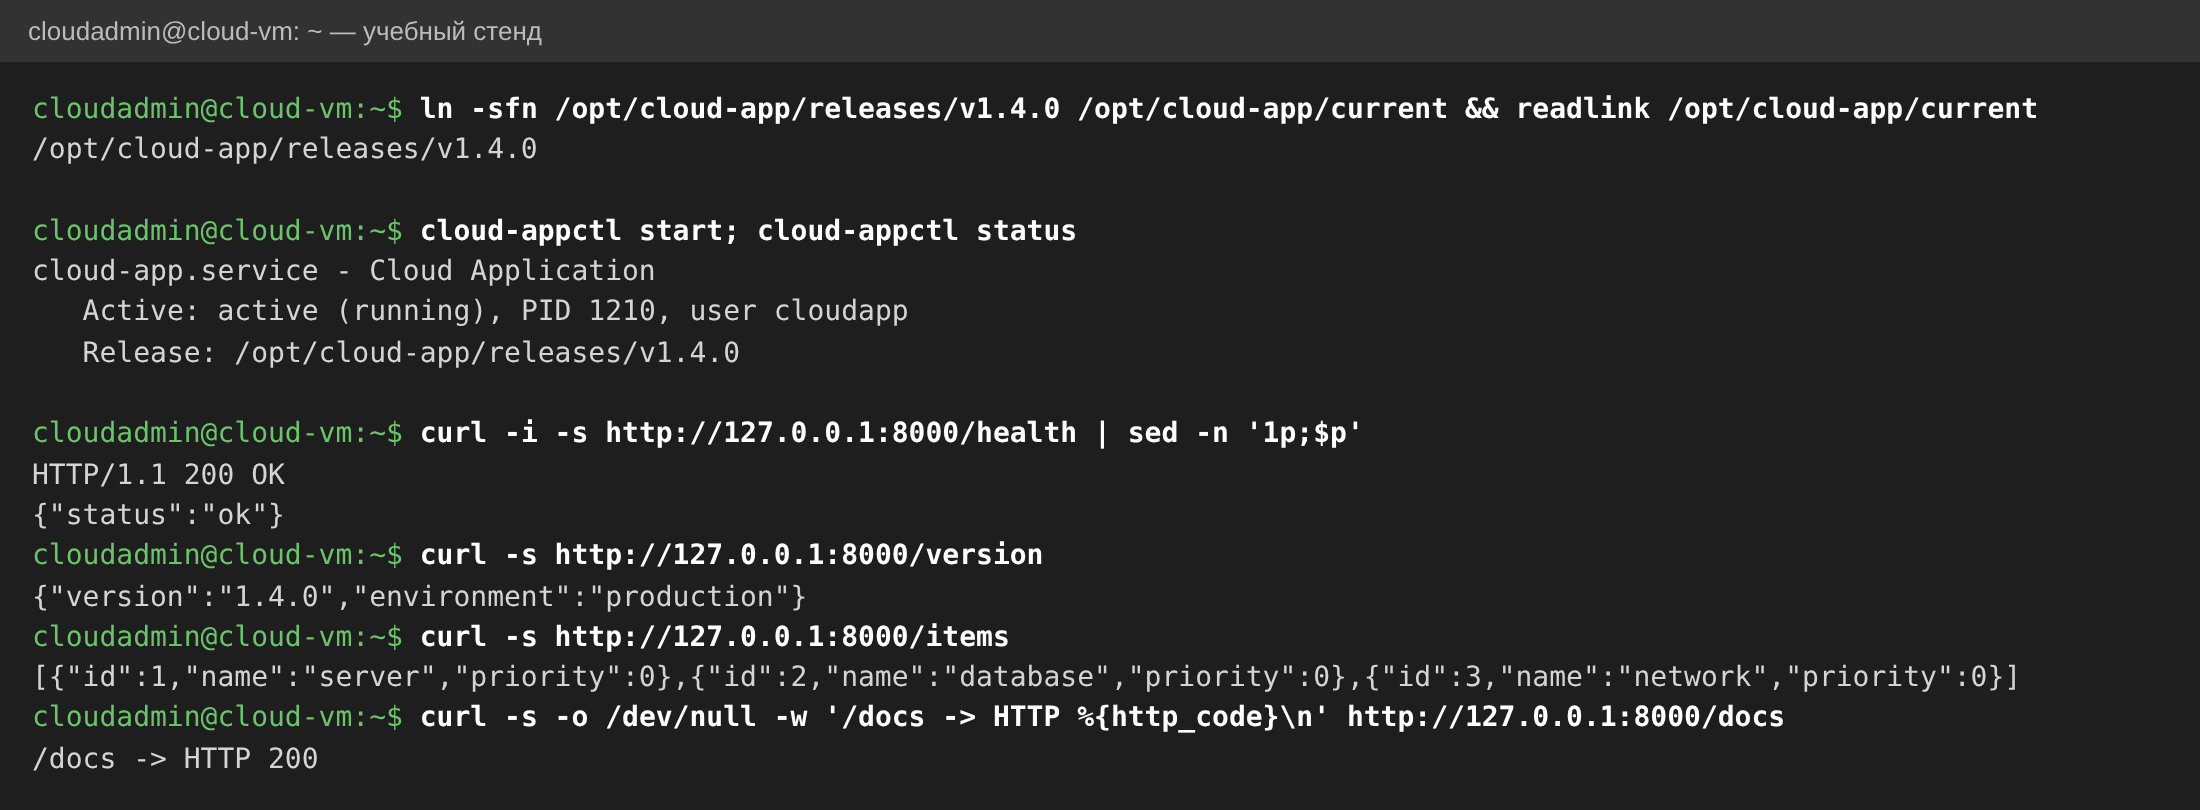 cloudadmin@cloud-vm: ~ — учебный стенд
cloudadmin@cloud-vm:~$ ln -sfn /opt/cloud-app/releases/v1.4.0 /opt/cloud-app/current && readlink /opt/cloud-app/current
/opt/cloud-app/releases/v1.4.0
cloudadmin@cloud-vm:~$ cloud-appctl start; cloud-appctl status
cloud-app.service - Cloud Application
   Active: active (running), PID 1210, user cloudapp
   Release: /opt/cloud-app/releases/v1.4.0
cloudadmin@cloud-vm:~$ curl -i -s http://127.0.0.1:8000/health | sed -n '1p;$p'
HTTP/1.1 200 OK
{"status":"ok"}
cloudadmin@cloud-vm:~$ curl -s http://127.0.0.1:8000/version
{"version":"1.4.0","environment":"production"}
cloudadmin@cloud-vm:~$ curl -s http://127.0.0.1:8000/items
[{"id":1,"name":"server","priority":0},{"id":2,"name":"database","priority":0},{"id":3,"name":"network","priority":0}]
cloudadmin@cloud-vm:~$ curl -s -o /dev/null -w '/docs -> HTTP %{http_code}\n' http://127.0.0.1:8000/docs
/docs -> HTTP 200